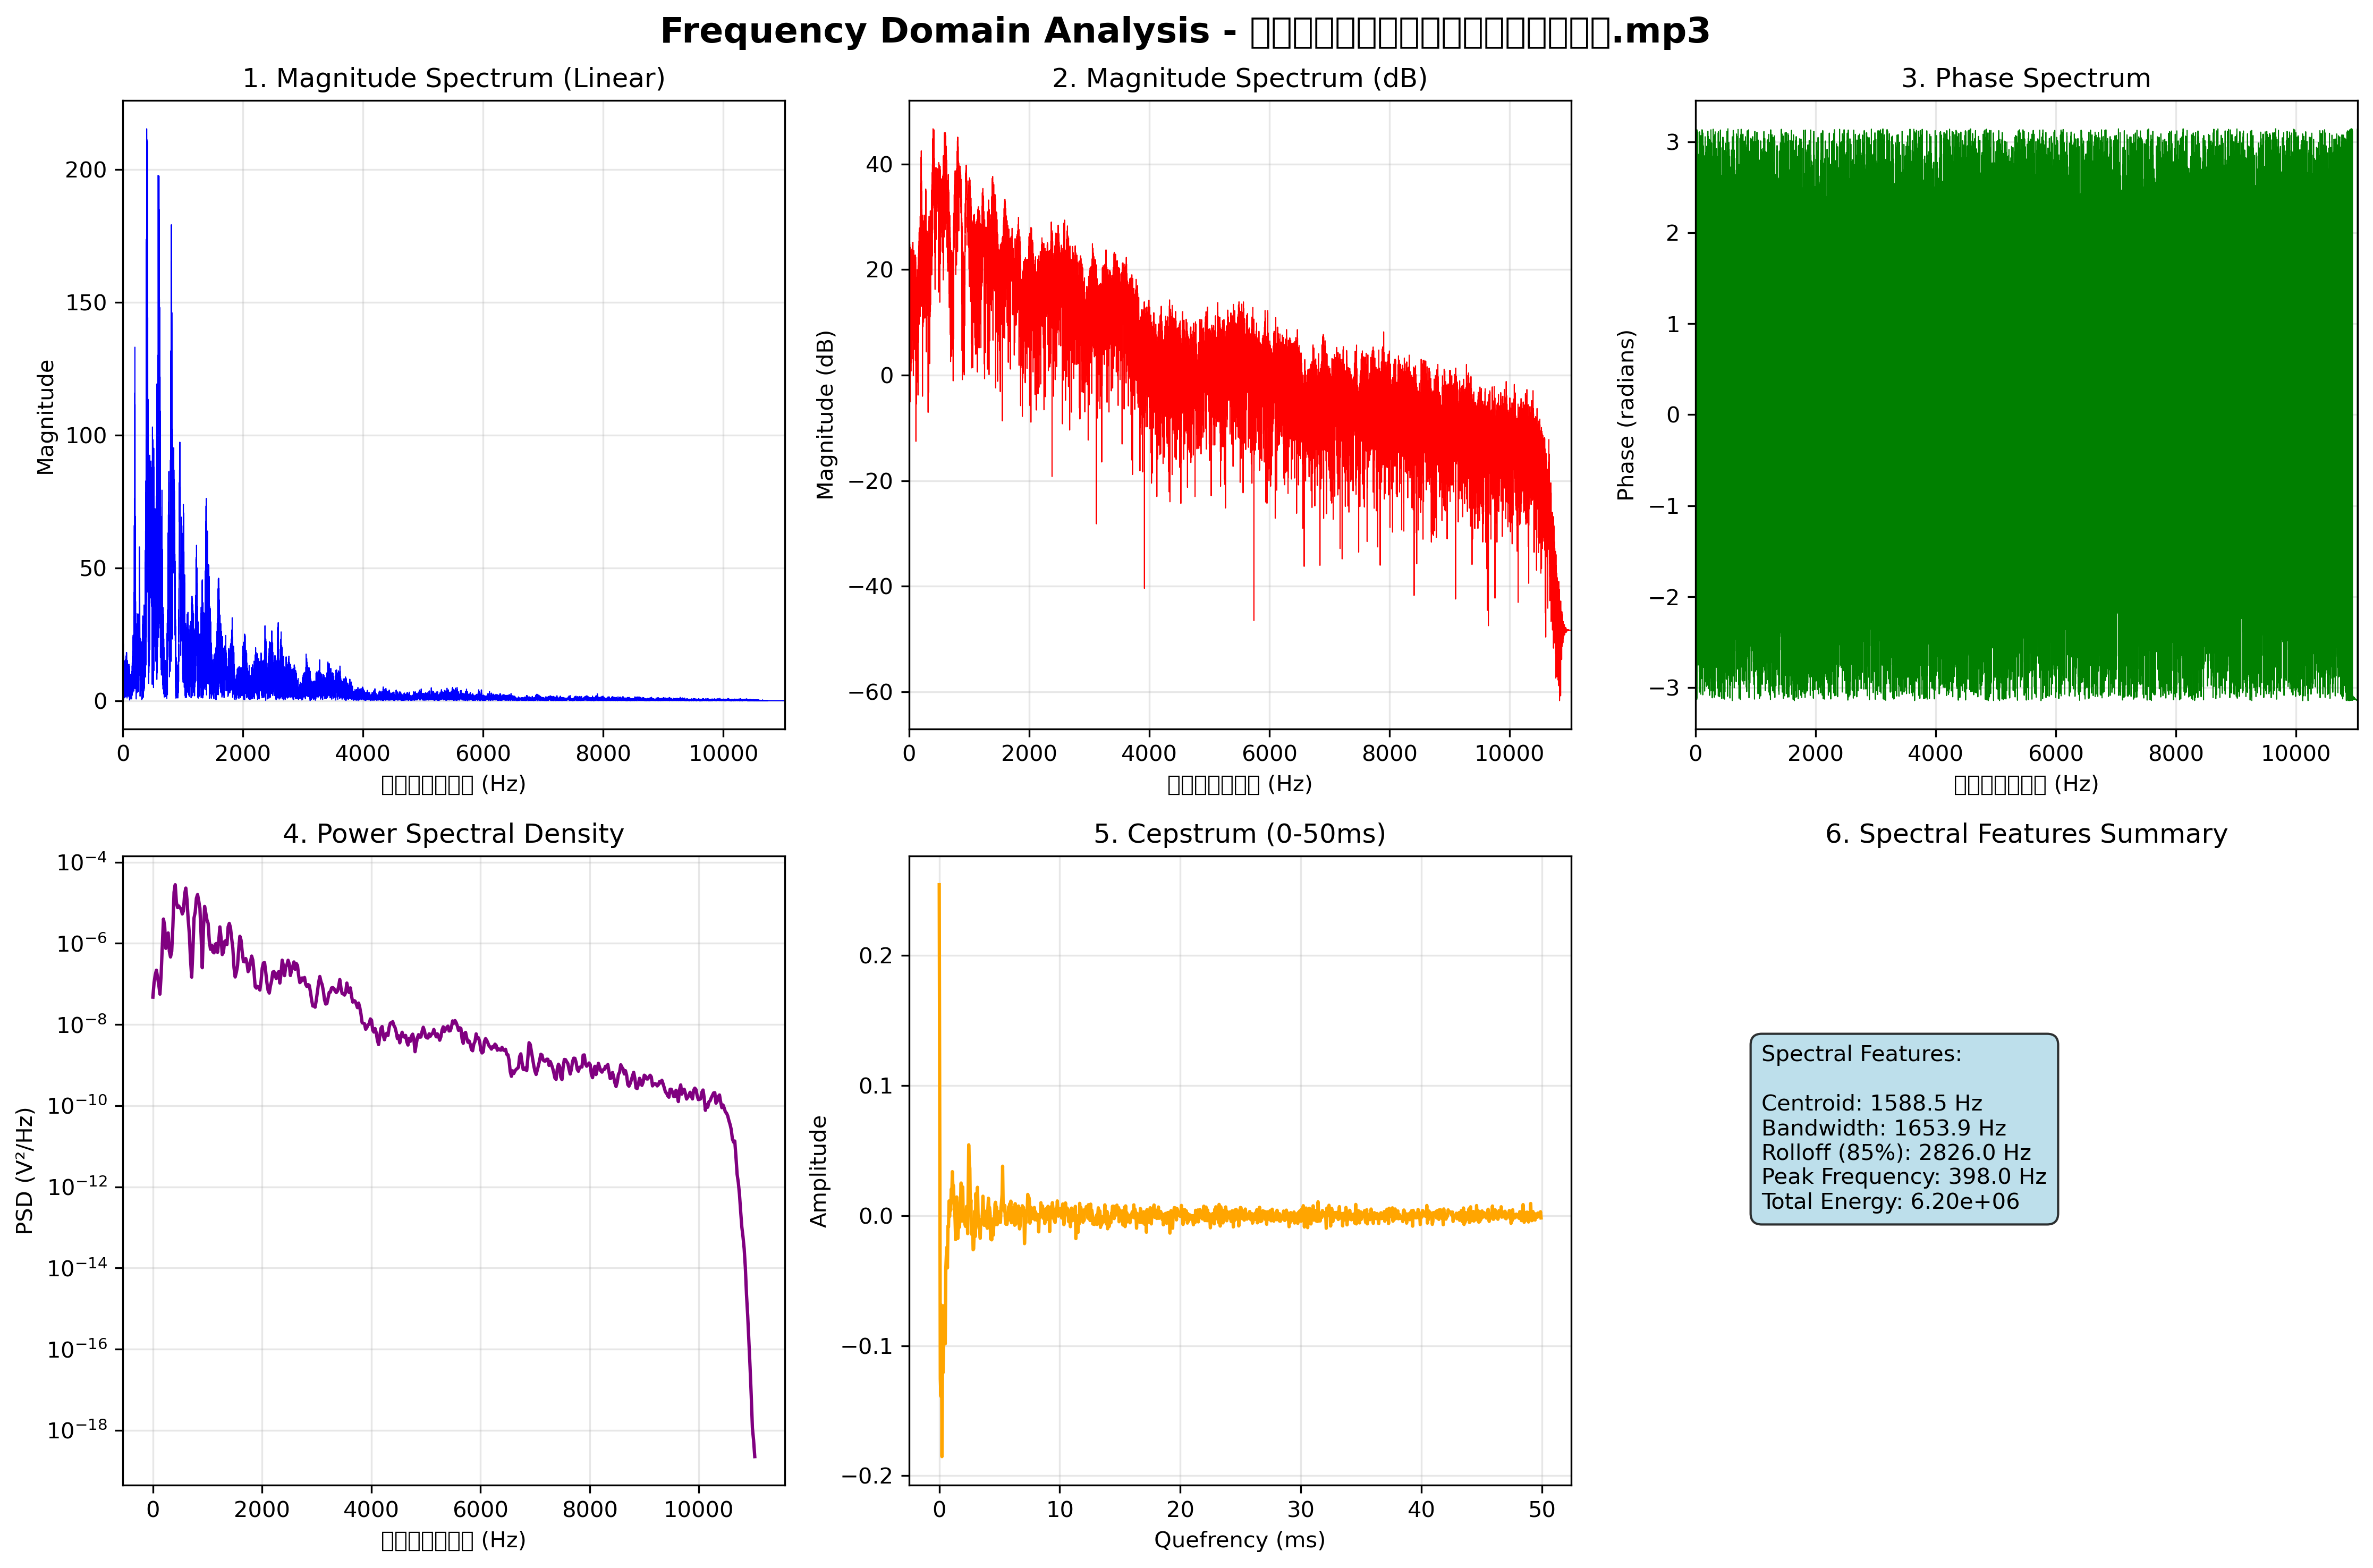 Frequency Domain Analysis - .mp3
1. Magnitude Spectrum (Linear)
Magnitude
200
150
100
50
0
0 2000 4000 6000 8000 10000
(Hz)
2. Magnitude Spectrum (dB)
Magnitude (dB)
40
20
0
−20
−40
−60
0 2000 4000 6000 8000 10000
(Hz)
3. Phase Spectrum
Phase (radians)
3
2
1
0
−1
−2
−3
0 2000 4000 6000 8000 10000
(Hz)
4. Power Spectral Density
PSD (V²/Hz)
10⁻⁴
10⁻⁶
10⁻⁸
10⁻¹⁰
10⁻¹²
10⁻¹⁴
10⁻¹⁶
10⁻¹⁸
0 2000 4000 6000 8000 10000
(Hz)
5. Cepstrum (0-50ms)
Amplitude
0.2
0.1
0.0
−0.1
−0.2
0 10 20 30 40 50
Quefrency (ms)
6. Spectral Features Summary
Spectral Features:
Centroid: 1588.5 Hz
Bandwidth: 1653.9 Hz
Rolloff (85%): 2826.0 Hz
Peak Frequency: 398.0 Hz
Total Energy: 6.20e+06